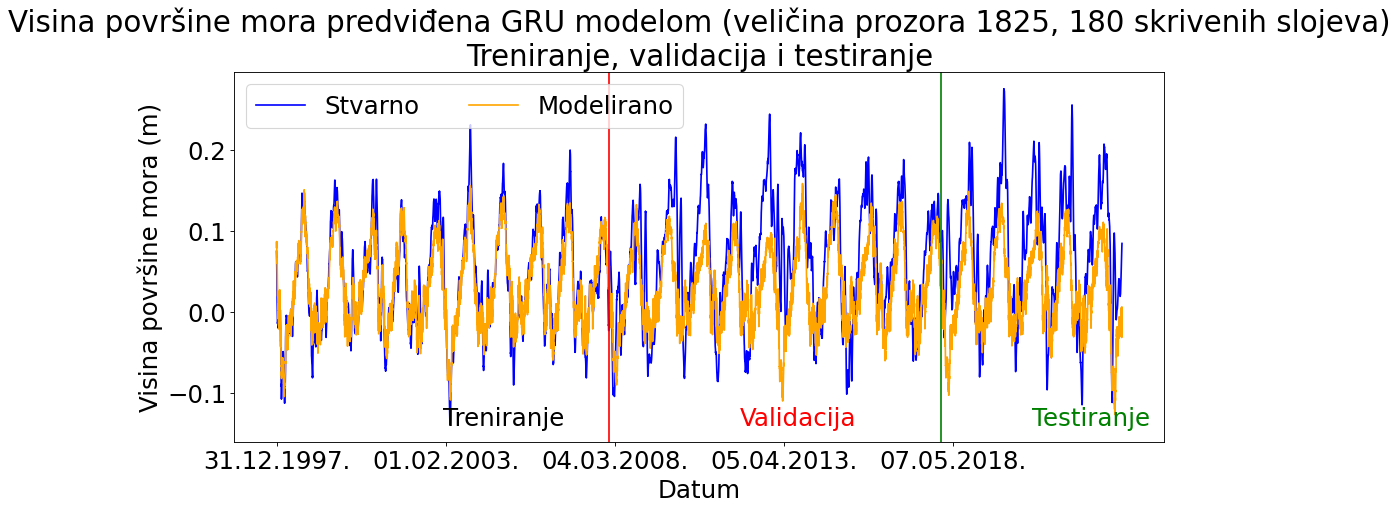 Visina površine mora predviđena GRU modelom (veličina prozora 1825, 180 skrivenih slojeva)
Treniranje, validacija i testiranje
Stvarno
Modelirano
Visina površine mora (m)
0.2
0.1
0.0
−0.1
Treniranje
Validacija
Testiranje
31.12.1997.
01.02.2003.
04.03.2008.
05.04.2013.
07.05.2018.
Datum